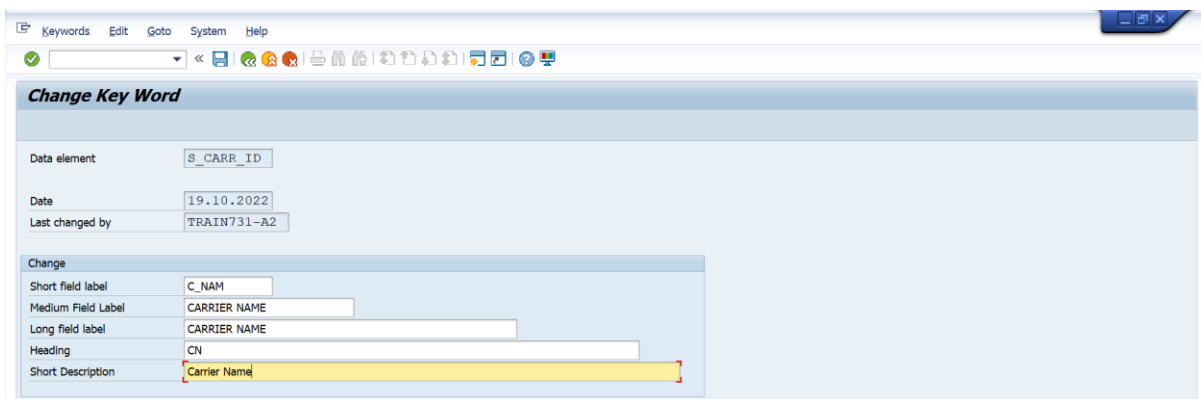 Keywords Edit Goto System Help
Change Key Word
Data element S_CARR_ID
Date 19.10.2022
Last changed by TRAIN731-A2
Change
Short field label C_NAM
Medium Field Label CARRIER NAME
Long field label CARRIER NAME
Heading CN
Short Description Carrier Name